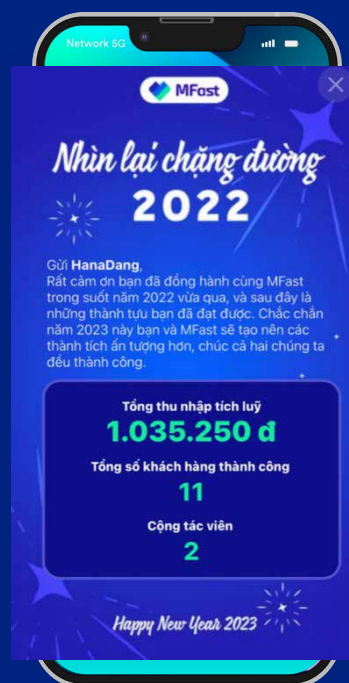 Network 5G
MFast
Nhìn lại chặng đường
2022
Gửi HanaDang,
Rất cảm ơn bạn đã đồng hành cùng MFast
trong suốt năm 2022 vừa qua, và sau đây là
những thành tựu bạn đã đạt được. Chắc chắn
năm 2023 này bạn và MFast sẽ tạo nên các
thành tích ấn tượng hơn, chúc cả hai chúng ta
đều thành công.
Tổng thu nhập tích luỹ
1.035.250 đ
Tổng số khách hàng thành công
11
Cộng tác viên
2
Happy New Year 2023